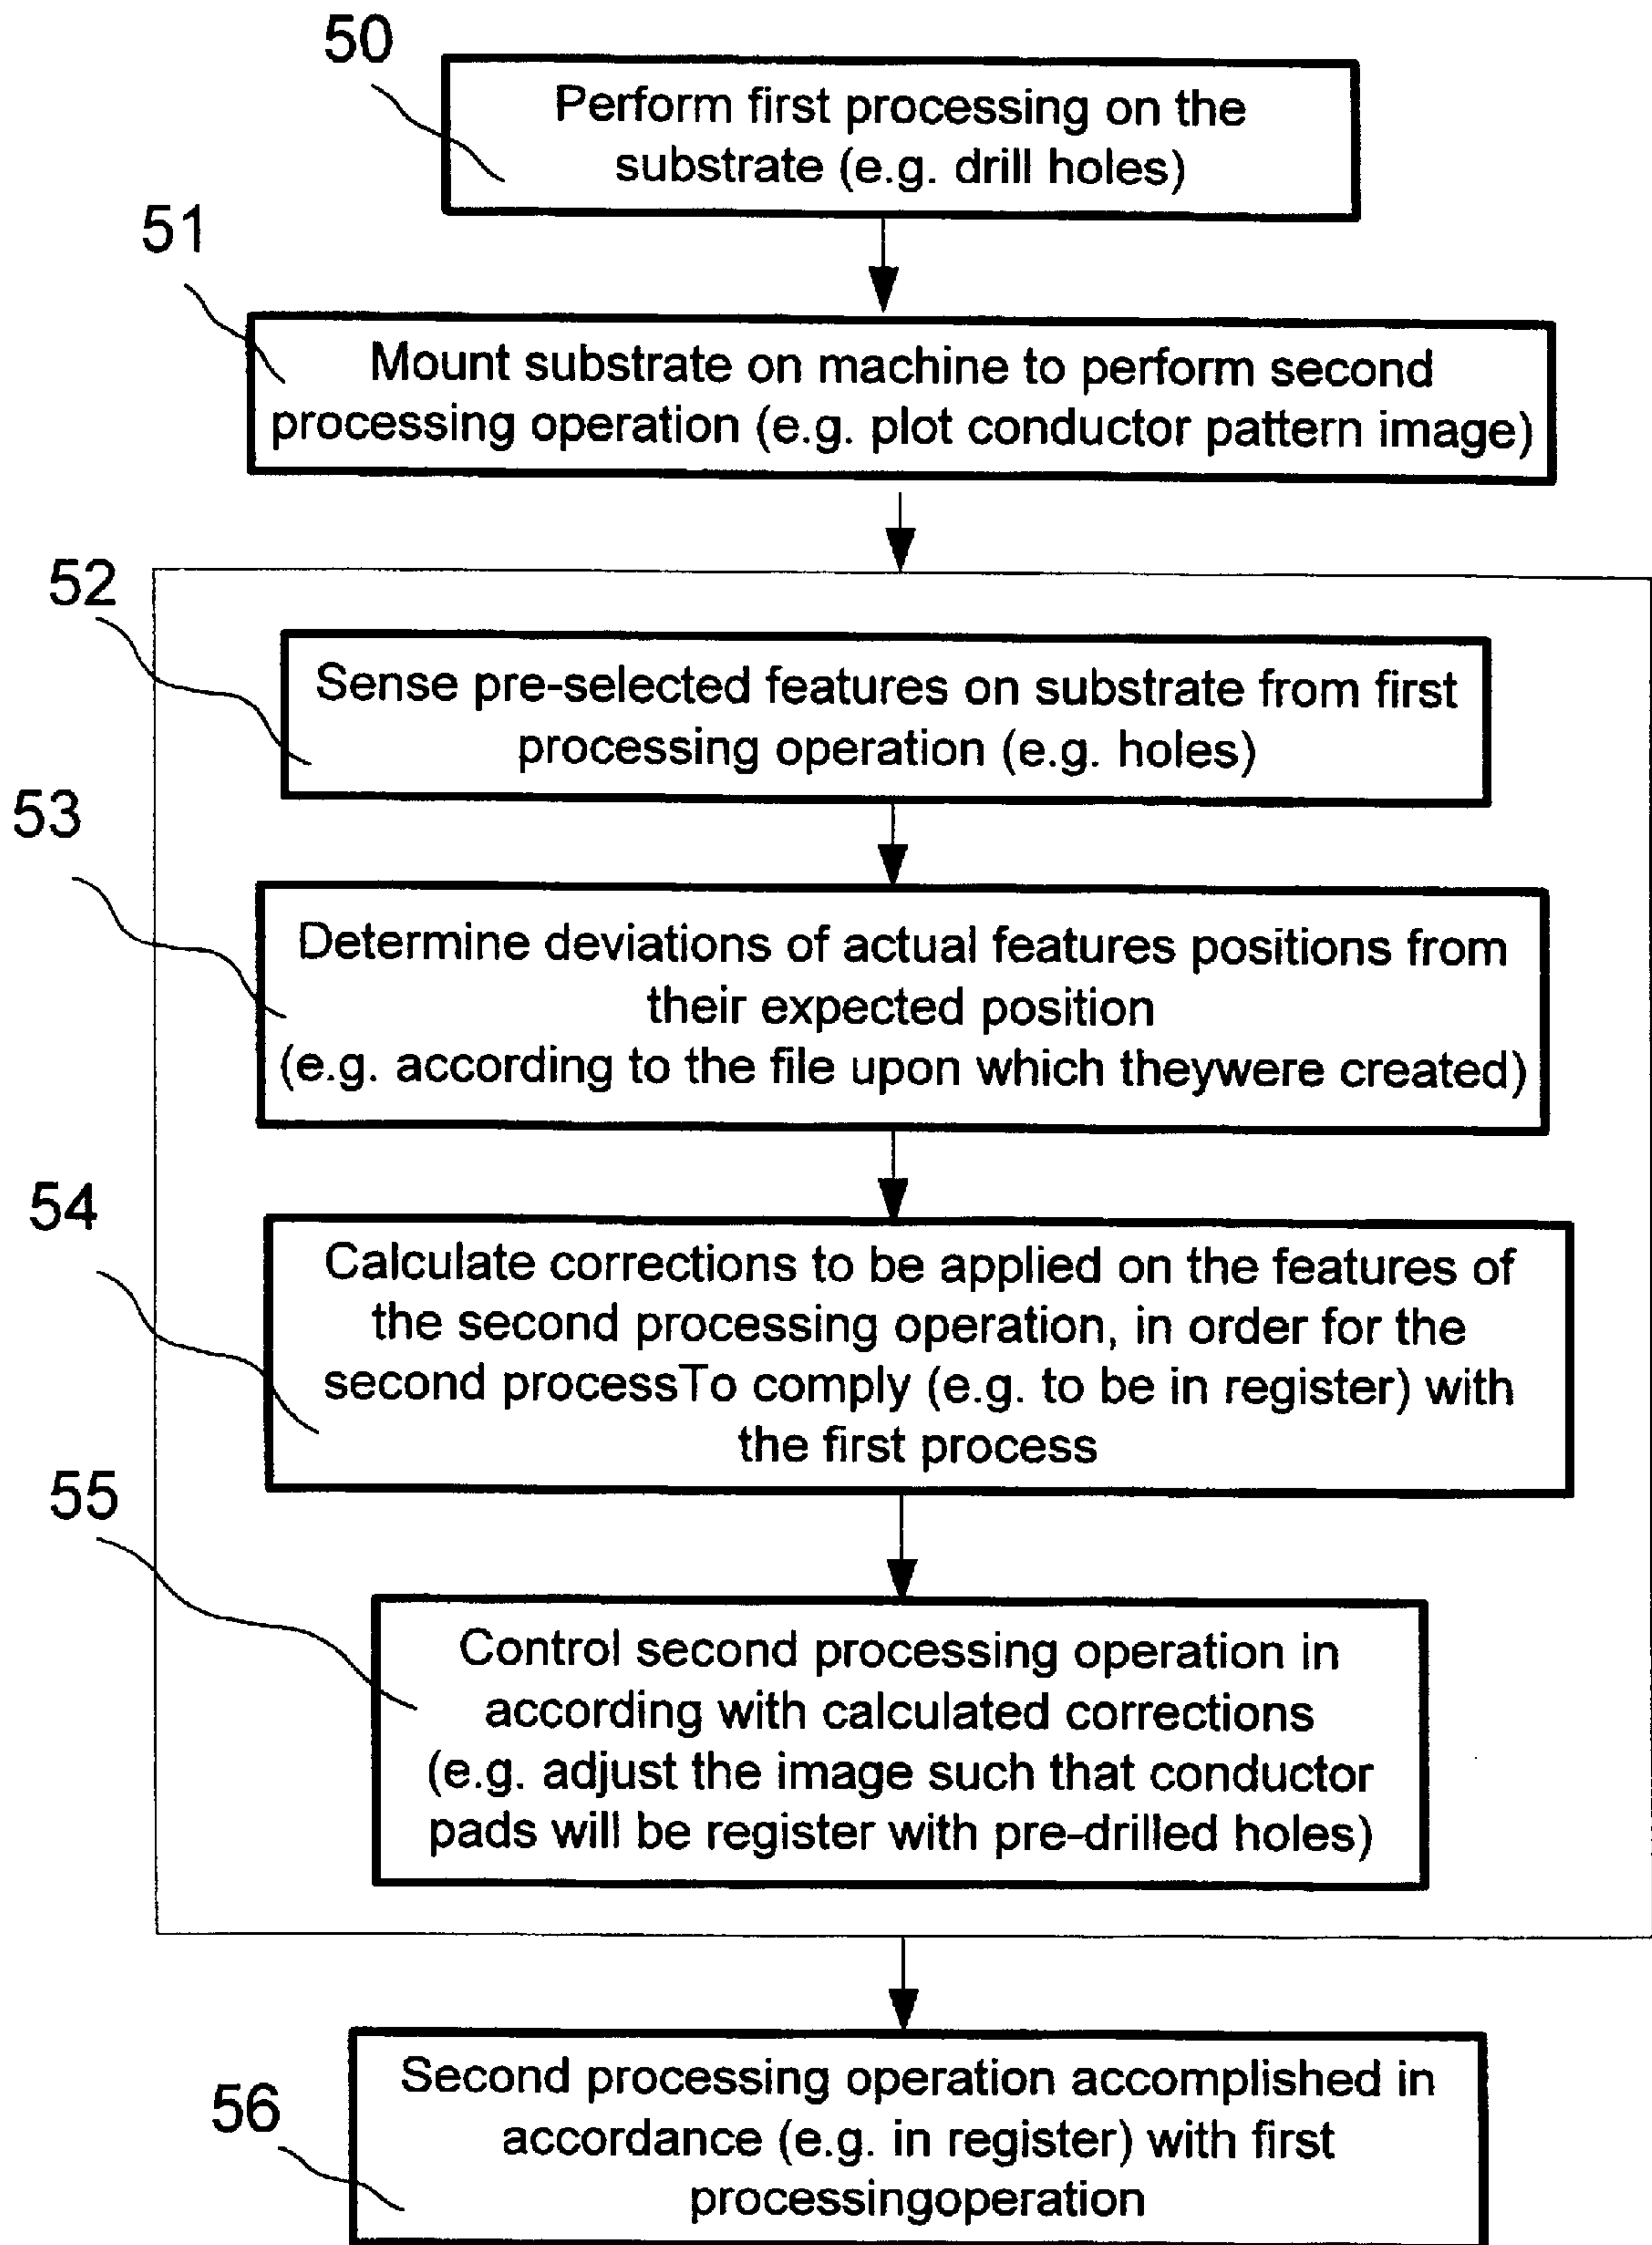 50
Perform first processing on the
substrate (e.g. drill holes)
51
Mount substrate on machine to perform second
processing operation (e.g. plot conductor pattern image)
52
Sense pre-selected features on substrate from first
processing operation (e.g. holes)
53
Determine deviations of actual features positions from
their expected position
(e.g. according to the file upon which theywere created)
54
Calculate corrections to be applied on the features of
the second processing operation, in order for the
second processTo comply (e.g. to be in register) with
the first process
55
Control second processing operation in
according with calculated corrections
(e.g. adjust the image such that conductor
pads will be register with pre-drilled holes)
56
Second processing operation accomplished in
accordance (e.g. in register) with first
processingoperation